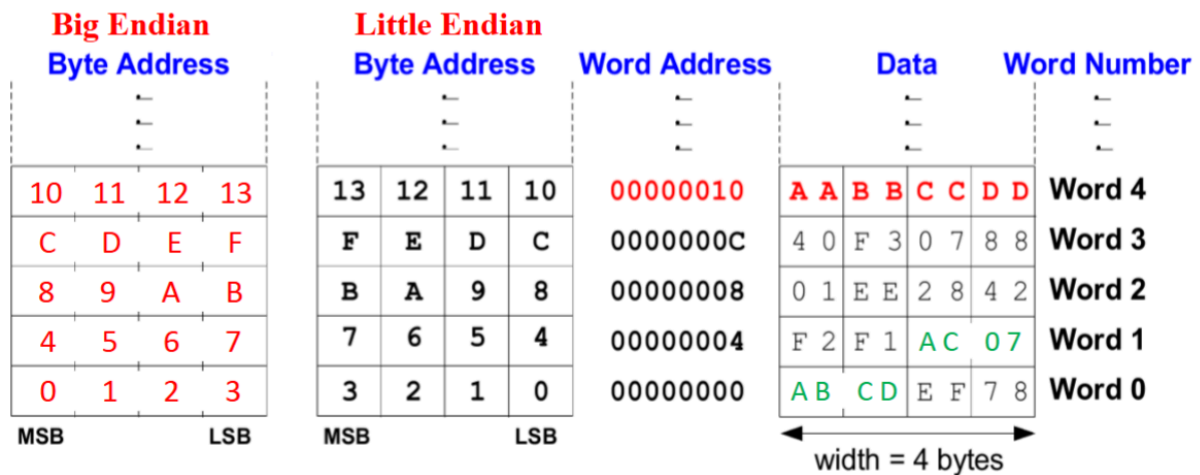 Big Endian Little Endian
Byte Address Byte Address Word Address Data Word Number
10 11 12 13 13 12 11 10 00000010 A A B B C C D D Word 4
C D E F F E D C 0000000C 4 0 F 3 0 7 8 8 Word 3
8 9 A B B A 9 8 00000008 0 1 E E 2 8 4 2 Word 2
4 5 6 7 7 6 5 4 00000004 F 2 F 1 A C 0 7 Word 1
0 1 2 3 3 2 1 0 00000000 A B C D E F 7 8 Word 0
MSB LSB MSB LSB
width = 4 bytes